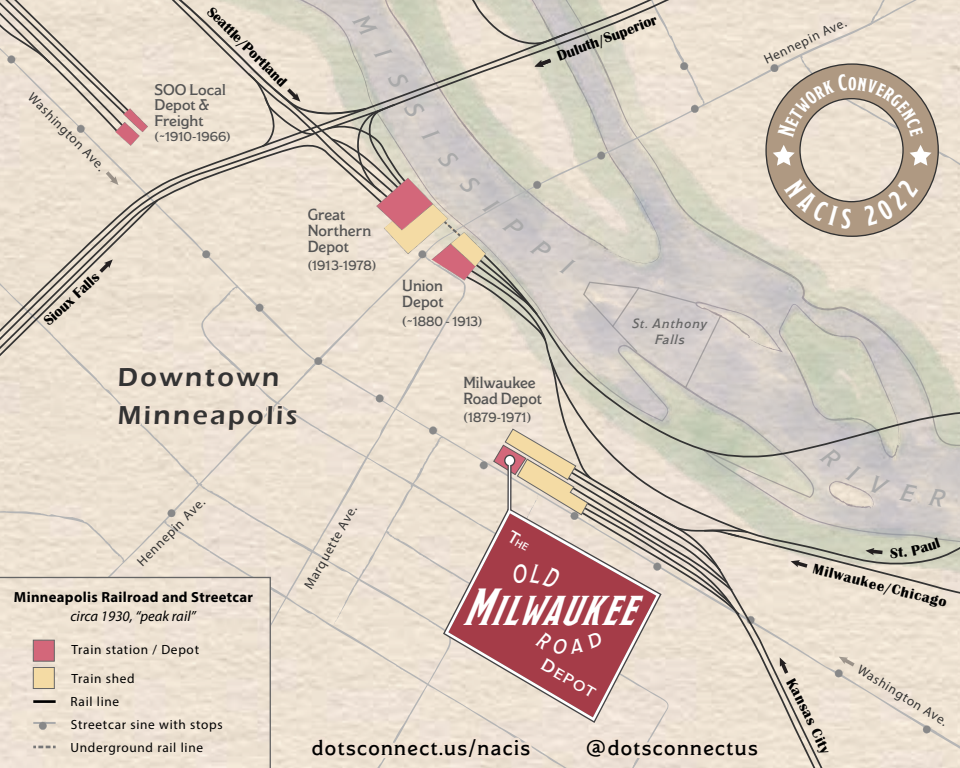 MISSISSIPPI
Seattle/Portland
Duluth/Superior
Hennepin Ave.
SOO Local
Depot &
Freight
(~1910-1966)
Washington Ave.
NETWORK CONVERGENCE
NACIS 2022
Great
Northern
Depot
(1913-1978)
Union
Depot
(~1880-1913)
Sioux Falls
St. Anthony
Falls
Downtown
Minneapolis
Milwaukee
Road Depot
(1879-1971)
RIVER
Hennepin Ave.
Marquette Ave.
THE
OLD
MILWAUKEE
ROAD
DEPOT
St. Paul
Milwaukee/Chicago
Kansas City
Washington Ave.
Minneapolis Railroad and Streetcar
circa 1930, “peak rail”
Train station / Depot
Train shed
Rail line
Streetcar sine with stops
Underground rail line
dotsconnect.us/nacis
@dotsconnectus